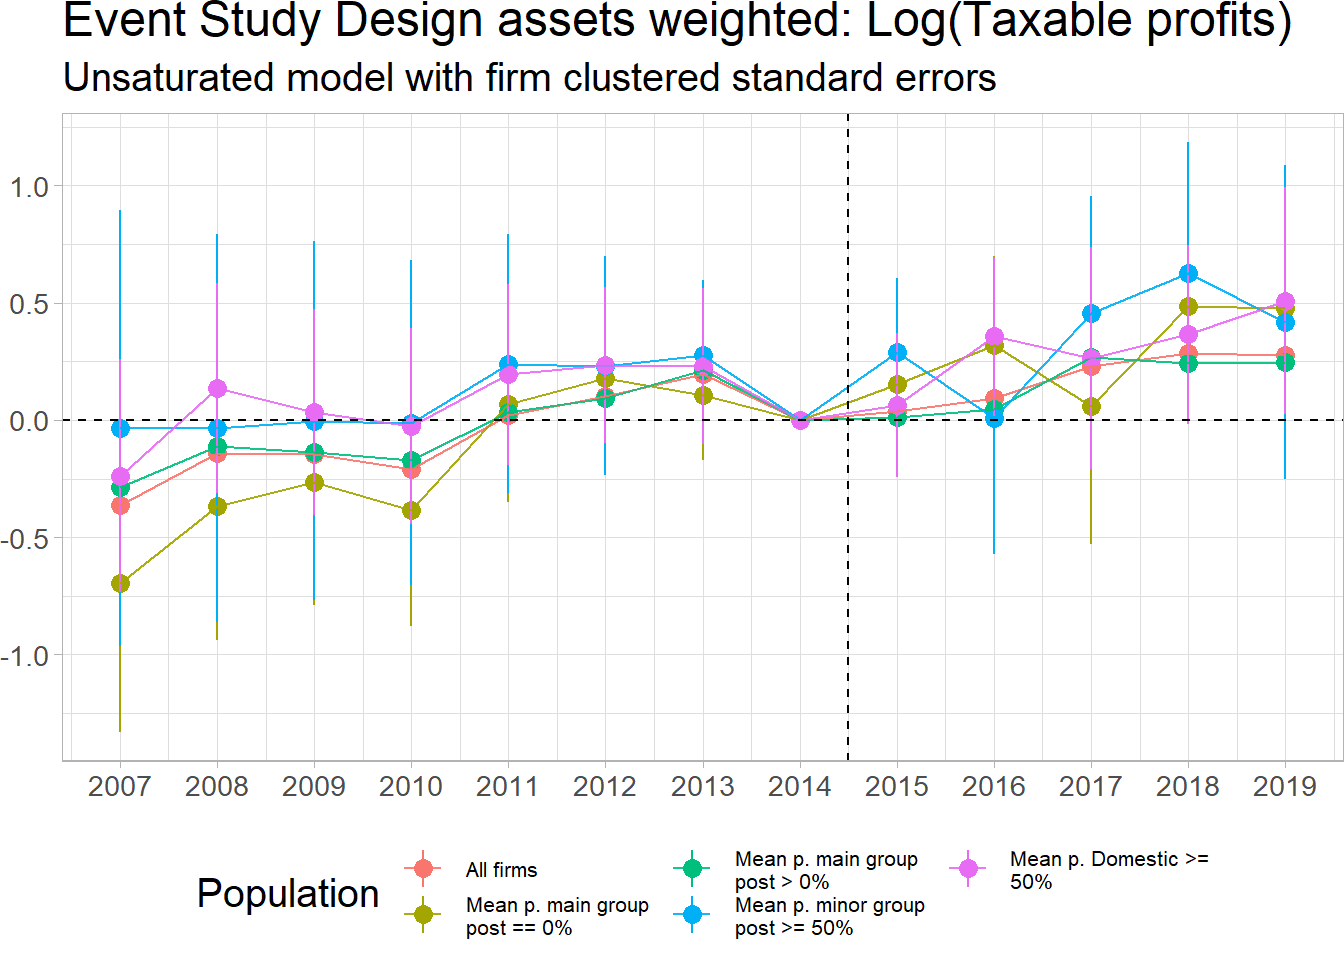 Event Study Design assets weighted: Log(Taxable profits)
Unsaturated model with firm clustered standard errors
1.0
0.5
0.0
-0.5
-1.0
2007 2008 2009 2010 2011 2012 2013 2014 2015 2016 2017 2018 2019
Population
All firms
Mean p. main group
post == 0%
Mean p. main group
post > 0%
Mean p. minor group
post >= 50%
Mean p. Domestic >=
50%